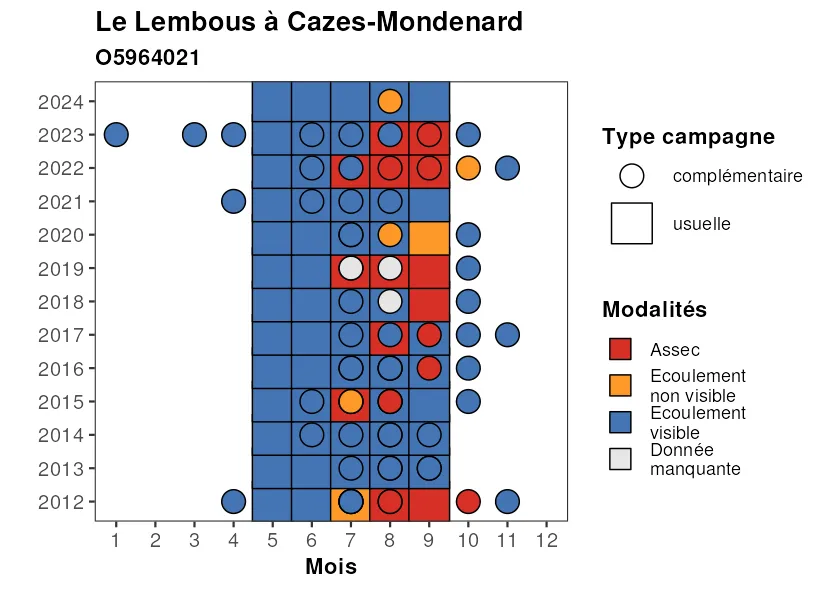 Le Lembous à Cazes-Mondenard
O5964021
2024
2023
2022
2021
2020
2019
2018
2017
2016
2015
2014
2013
2012
1 2 3 4 5 6 7 8 9 10 11 12
Mois
Type campagne
complémentaire
usuelle
Modalités
Assec
Ecoulement
non visible
Ecoulement
visible
Donnée
manquante